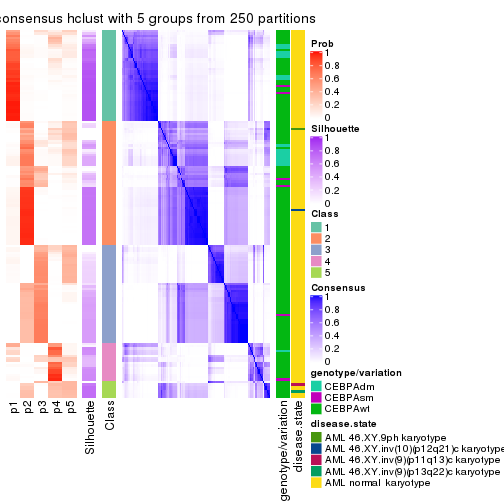 consensus hclust with 5 groups from 250 partitions
Prob
1
0.8
0.6
0.4
0.2
0
Silhouette
1
0.8
0.6
0.4
0.2
0
Class
1
2
3
4
5
Consensus
1
0.8
0.6
0.4
0.2
0
genotype/variation
CEBPAdm
CEBPAsm
CEBPAwt
disease.state
AML 46.XY.9ph karyotype
AML 46.XY.inv(10)(p12q21)c karyotype
AML 46.XY.inv(9)(p11q13)c karyotype
AML 46.XY.inv(9)(p13q22)c karyotype
AML normal karyotype
p1
p2
p3
p4
p5
Silhouette
Class
genotype/variation
disease.state